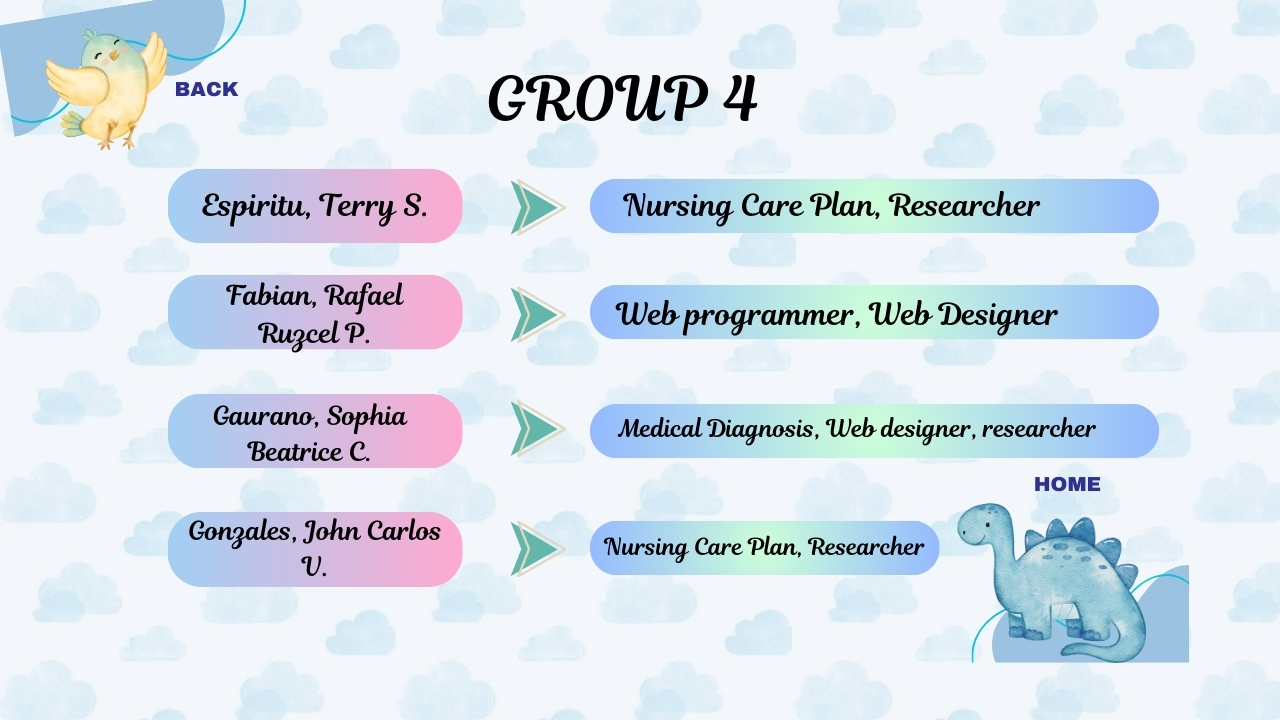 BACK
GROUP 4
Espiritu, Terry S.
Nursing Care Plan, Researcher
Fabian, Rafael
Ruzcel P.
Web programmer, Web Designer
Gaurano, Sophia
Beatrice C.
Medical Diagnosis, Web designer, researcher
HOME
Gonzales, John Carlos
V.
Nursing Care Plan, Researcher